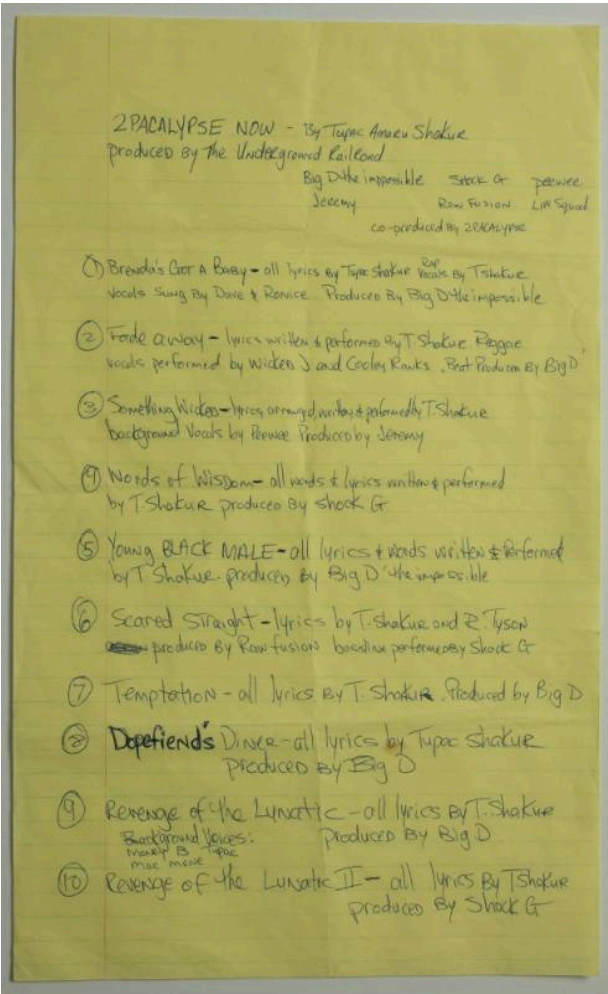 2PACALYPSE NOW - By Tupac Amaru Shakur
produced By The Underground Railroad
Big D the impossible Shock G peewee
Jeremy Raw Fusion Live Squad
co-produced By 2PACALYPSE
① Brenda's Got A Baby - all lyrics By Tupac Shakur Rap Vocals By T Shakur
Vocals Sung By Dave & Roniece Produced By Big D the impossible
② Fade away - lyrics written & performed By T Shakur Reggae
vocals performed by Wicked J and Cooley Ranks. Beat Produced By Big D
③ Something Wicked - lyrics arranged, written & performed by T. Shakur
background Vocals by Peewee Produced by Jeremy
④ Words of Wisdom - all words & lyrics written & performed
by T Shakur produced By Shock G
⑤ Young BLACK MALE - all lyrics & words written & Performed
by T. Shakur. produced By Big D "the impossible
⑥ Scared Straight - lyrics by T. Shakur and R. Tyson
produced By Raw fusion bassline performed By Shock G
⑦ Temptation - all lyrics By T. Shakur. Produced by Big D
⑧ Dopefiend's Diner - all lyrics by Tupac Shakur
produced By Big D
⑨ Revenge of the Lunatic - all lyrics By T. Shakur
Background Voices: Produced By Big D
B Tupac
mac mone
⑩ Revenge of the Lunatic II - all lyrics By T Shakur
produced By Shock G